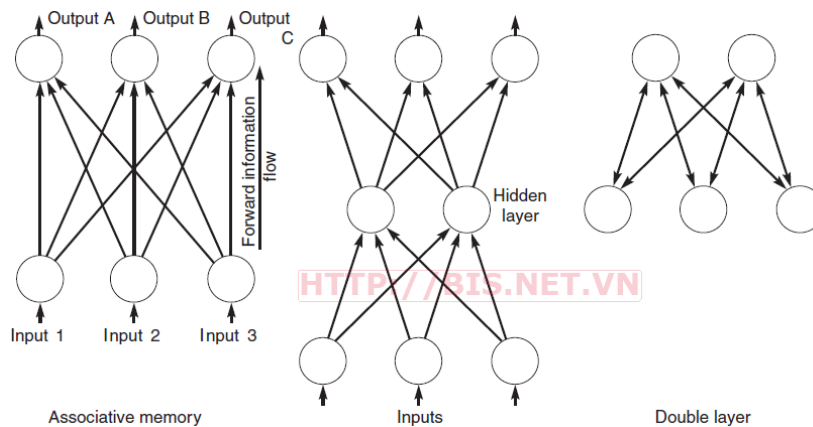 Output A
Output B
Output
C
Forward information
flow
Hidden
layer
HTTP://BIS.NET.VN
Input 1
Input 2
Input 3
Associative memory
Inputs
Double layer